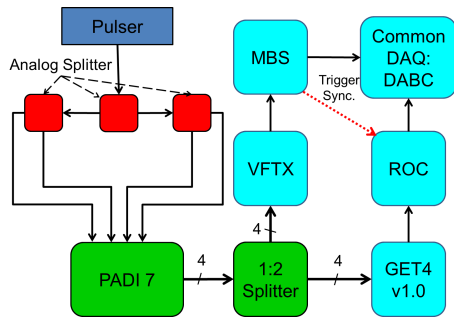 Pulser
Analog Splitter
MBS
Common
DAQ:
DABC
Trigger
Sync.
VFTX
ROC
4
PADI 7
4
1:2
Splitter
4
GET4
v1.0